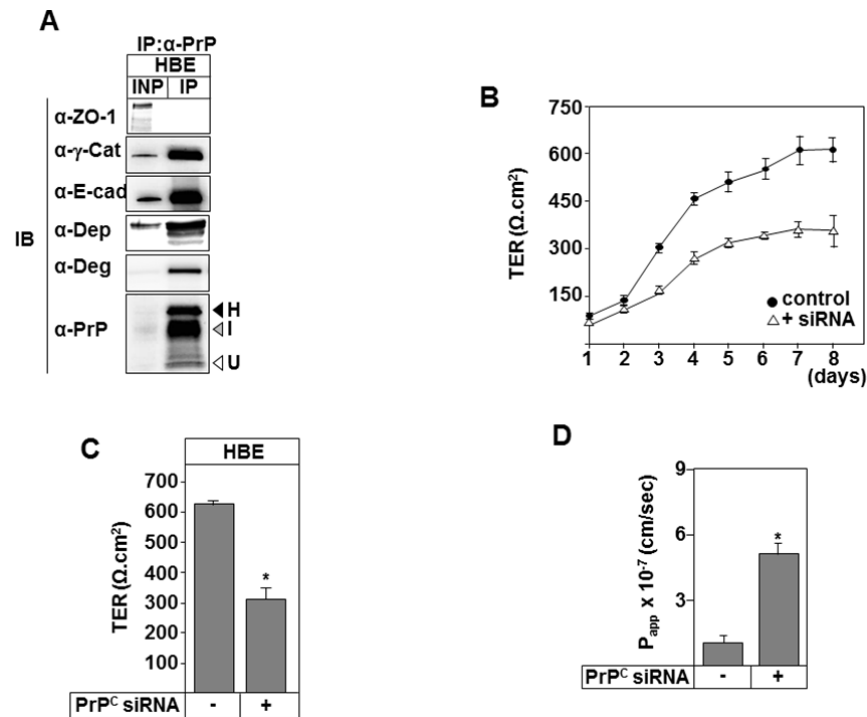 A
IP:α-PrP
HBE
INP IP
IB
α-ZO-1
α-γ-Cat
α-E-cad
α-Dep
α-Deg
α-PrP
H
I
U
B
TER (Ω.cm²)
750
600
450
300
150
control
+ siRNA
1 2 3 4 5 6 7 8
(days)
C
HBE
TER (Ω.cm²)
700
600
500
400
300
200
100
*
PrPᶜ siRNA - +
D
Pₐₚₚ x 10⁻⁷ (cm/sec)
9
6
3
*
PrPᶜ siRNA - +